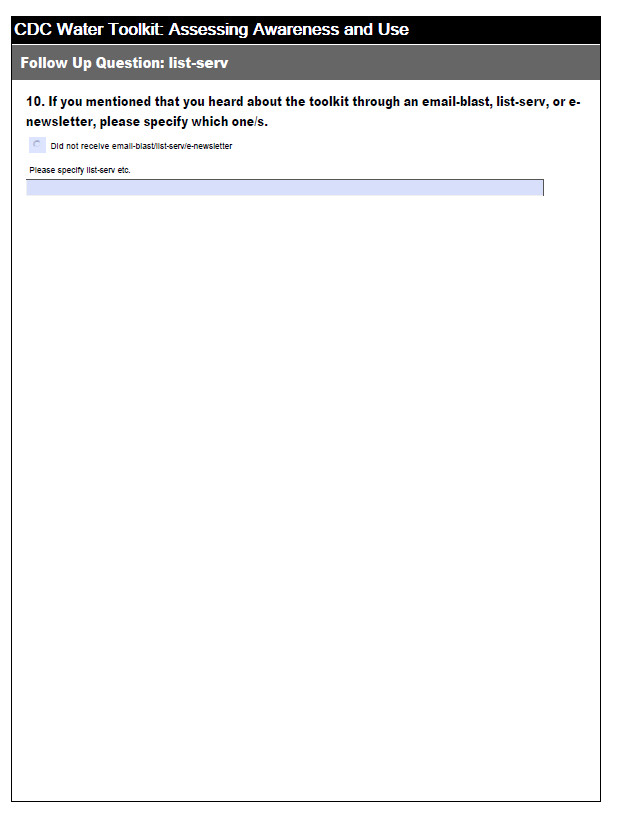 CDC Water Toolkit: Assessing Awareness and Use
Follow Up Question: list-serv
10. If you mentioned that you heard about the toolkit through an email-blast, list-serv, or e-
newsletter, please specify which one/s.
Did not receive email-blast/list-serv/e-newsletter
Please specify list-serv etc.